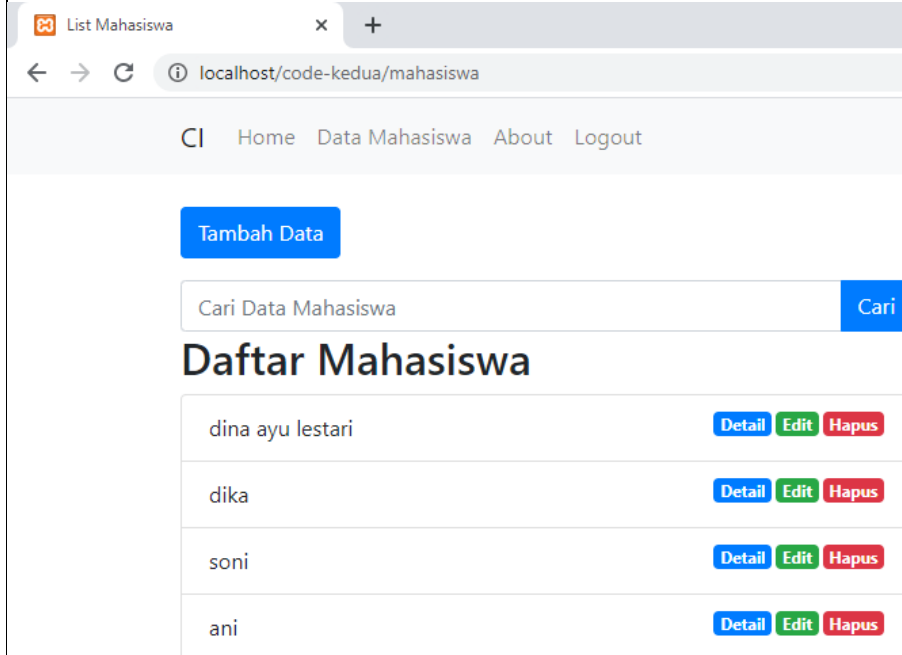 List Mahasiswa
localhost/code-kedua/mahasiswa
CI Home Data Mahasiswa About Logout
Tambah Data
Cari Data Mahasiswa Cari
Daftar Mahasiswa
dina ayu lestari Detail Edit Hapus
dika Detail Edit Hapus
soni Detail Edit Hapus
ani Detail Edit Hapus